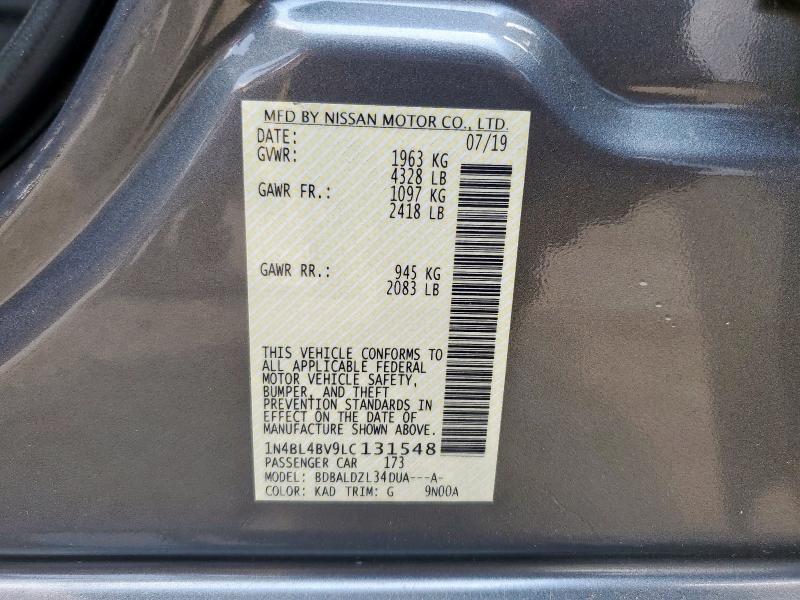 MFD BY NISSAN MOTOR CO., LTD.
DATE: 07/19
GVWR: 1963 KG
4328 LB
GAWR FR.: 1097 KG
2418 LB
GAWR RR.: 945 KG
2083 LB
THIS VEHICLE CONFORMS TO
ALL APPLICABLE FEDERAL
MOTOR VEHICLE SAFETY,
BUMPER, AND THEFT
PREVENTION STANDARDS IN
EFFECT ON THE DATE OF
MANUFACTURE SHOWN ABOVE.
1N4BL4BV9LC131548
PASSENGER CAR 173
MODEL: BDBALDZL34DUA---A-
COLOR: KAD TRIM: G 9N00A